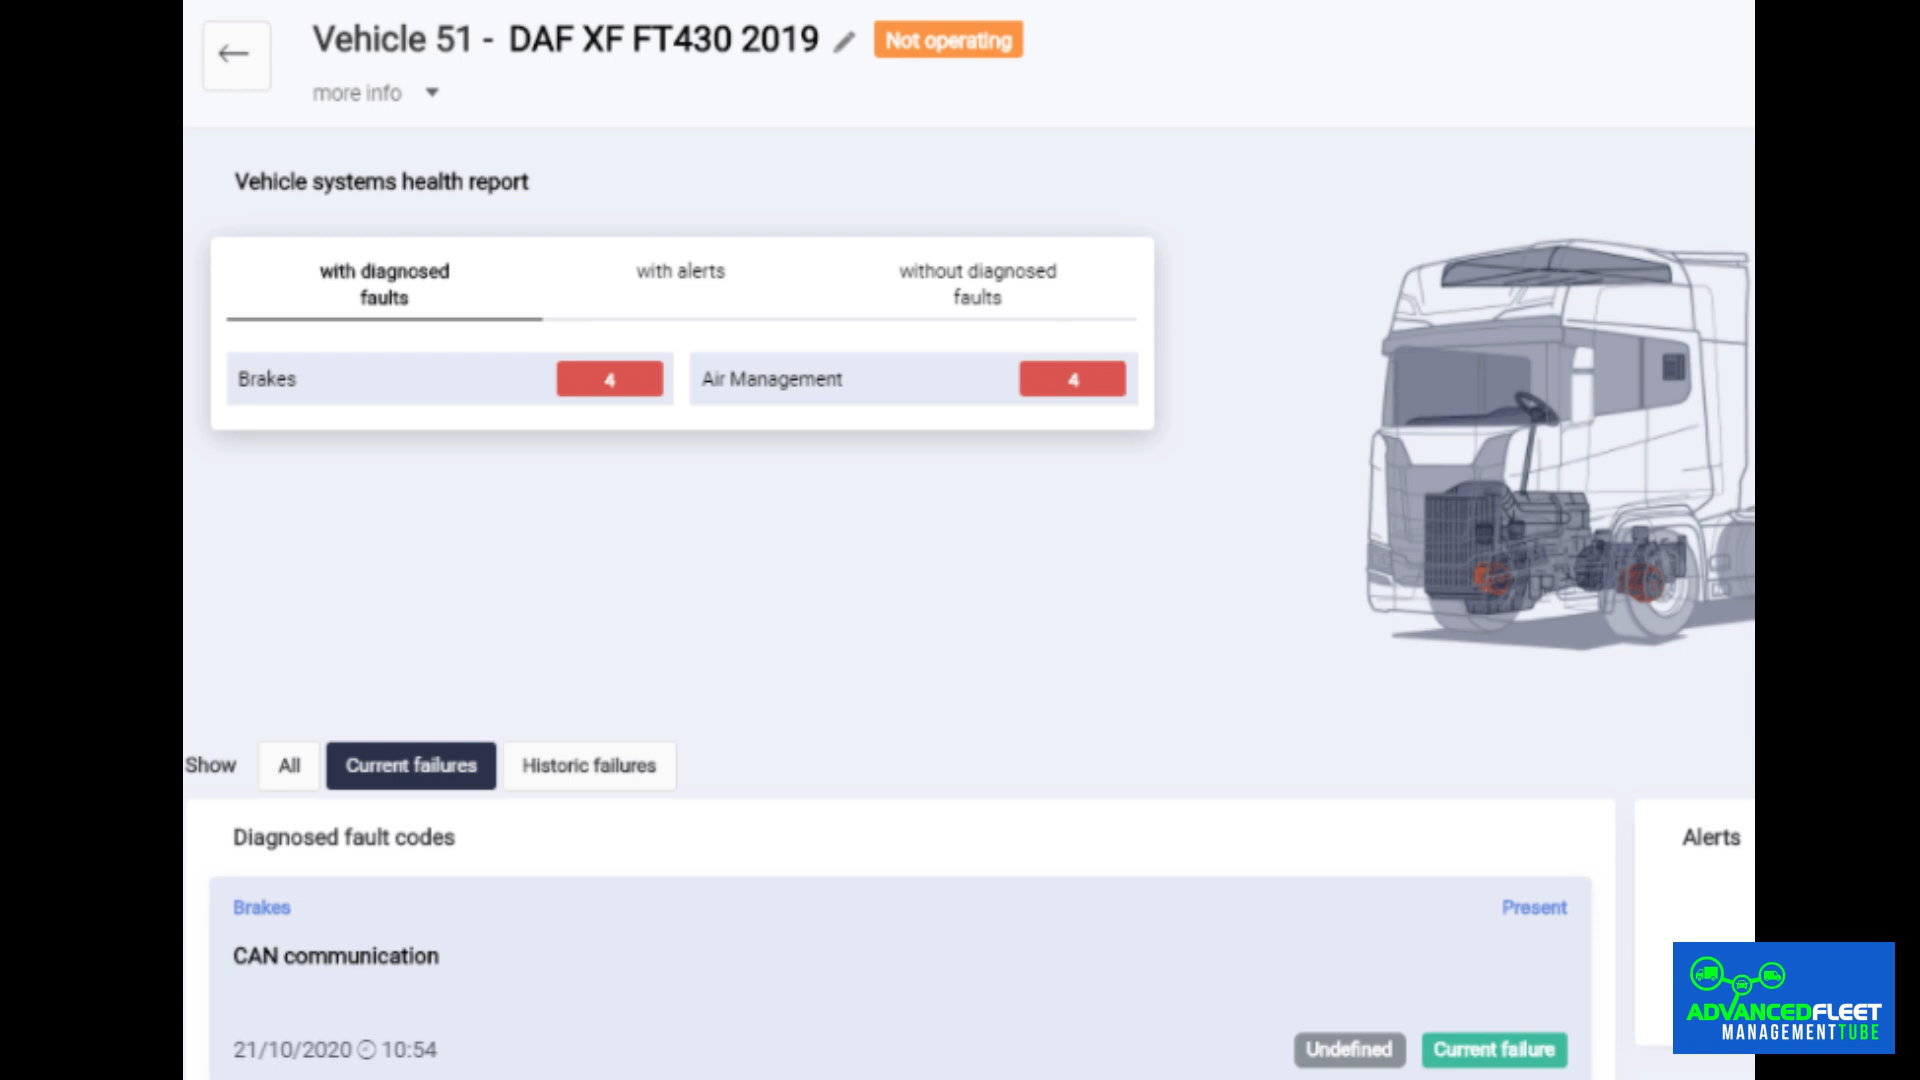 Vehicle 51 - DAF XF FT430 2019
Not operating
more info
Vehicle systems health report
with diagnosed
faults
with alerts
without diagnosed
faults
Brakes
4
Air Management
4
Show
All
Current failures
Historic failures
Diagnosed fault codes
Alerts
Brakes
Present
CAN communication
21/10/2020 10:54
Undefined
Current failure
ADVANCEDFLEET
MANAGEMENTTUBE